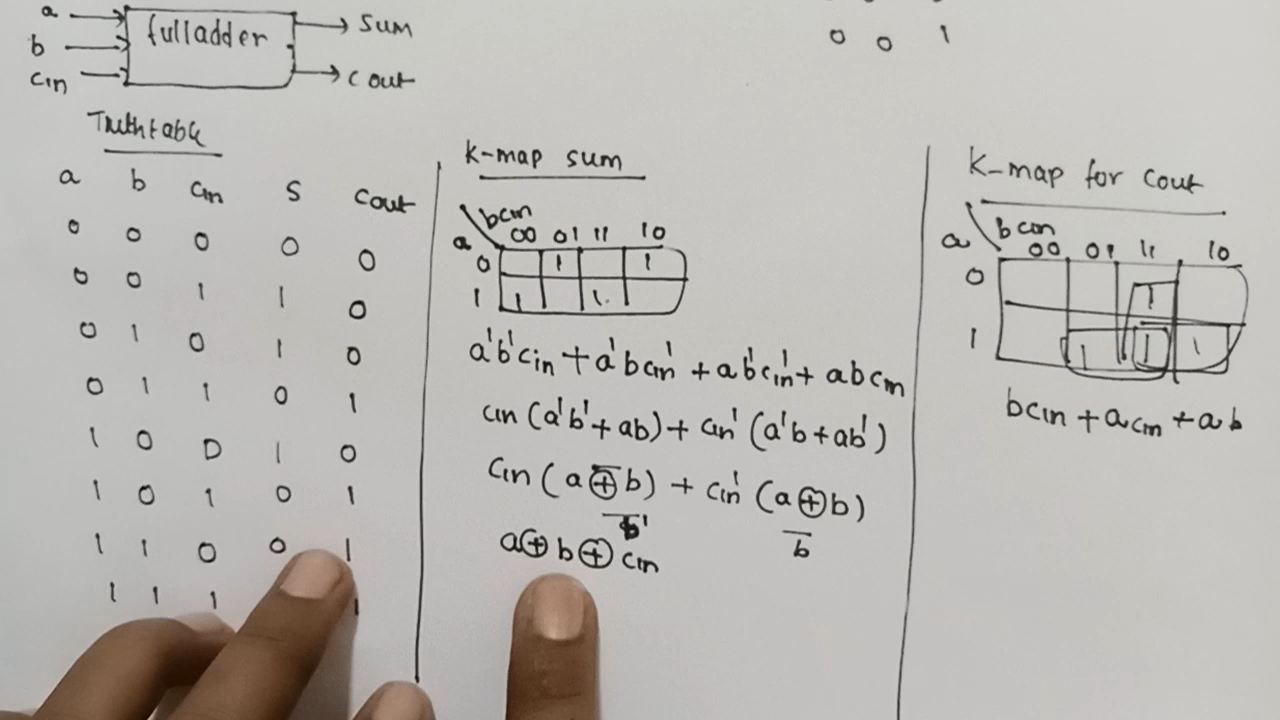 a fulladder sum
b
cin cout
0 0 1
Truthtable
a b cin s cout
0 0 0 0 0
0 0 1 1 0
0 1 0 1 0
0 1 1 0 1
1 0 0 1 0
1 0 1 0 1
1 1 0 0 1
1 1 1 1
k-map sum
bcin
a 00 01 11 10
0 1 1
1 1 1
a'b'cin + a'bcin' + ab'cin' + abcin
cin (a'b' + ab) + cin' (a'b + ab')
cin (a ⊕̅ b) + cin' (a ⊕ b)
b' b
a ⊕ b ⊕ cin
K-map for cout
bcin
a 00 01 11 10
0 1
1 1 1 1
bcin + acin + ab